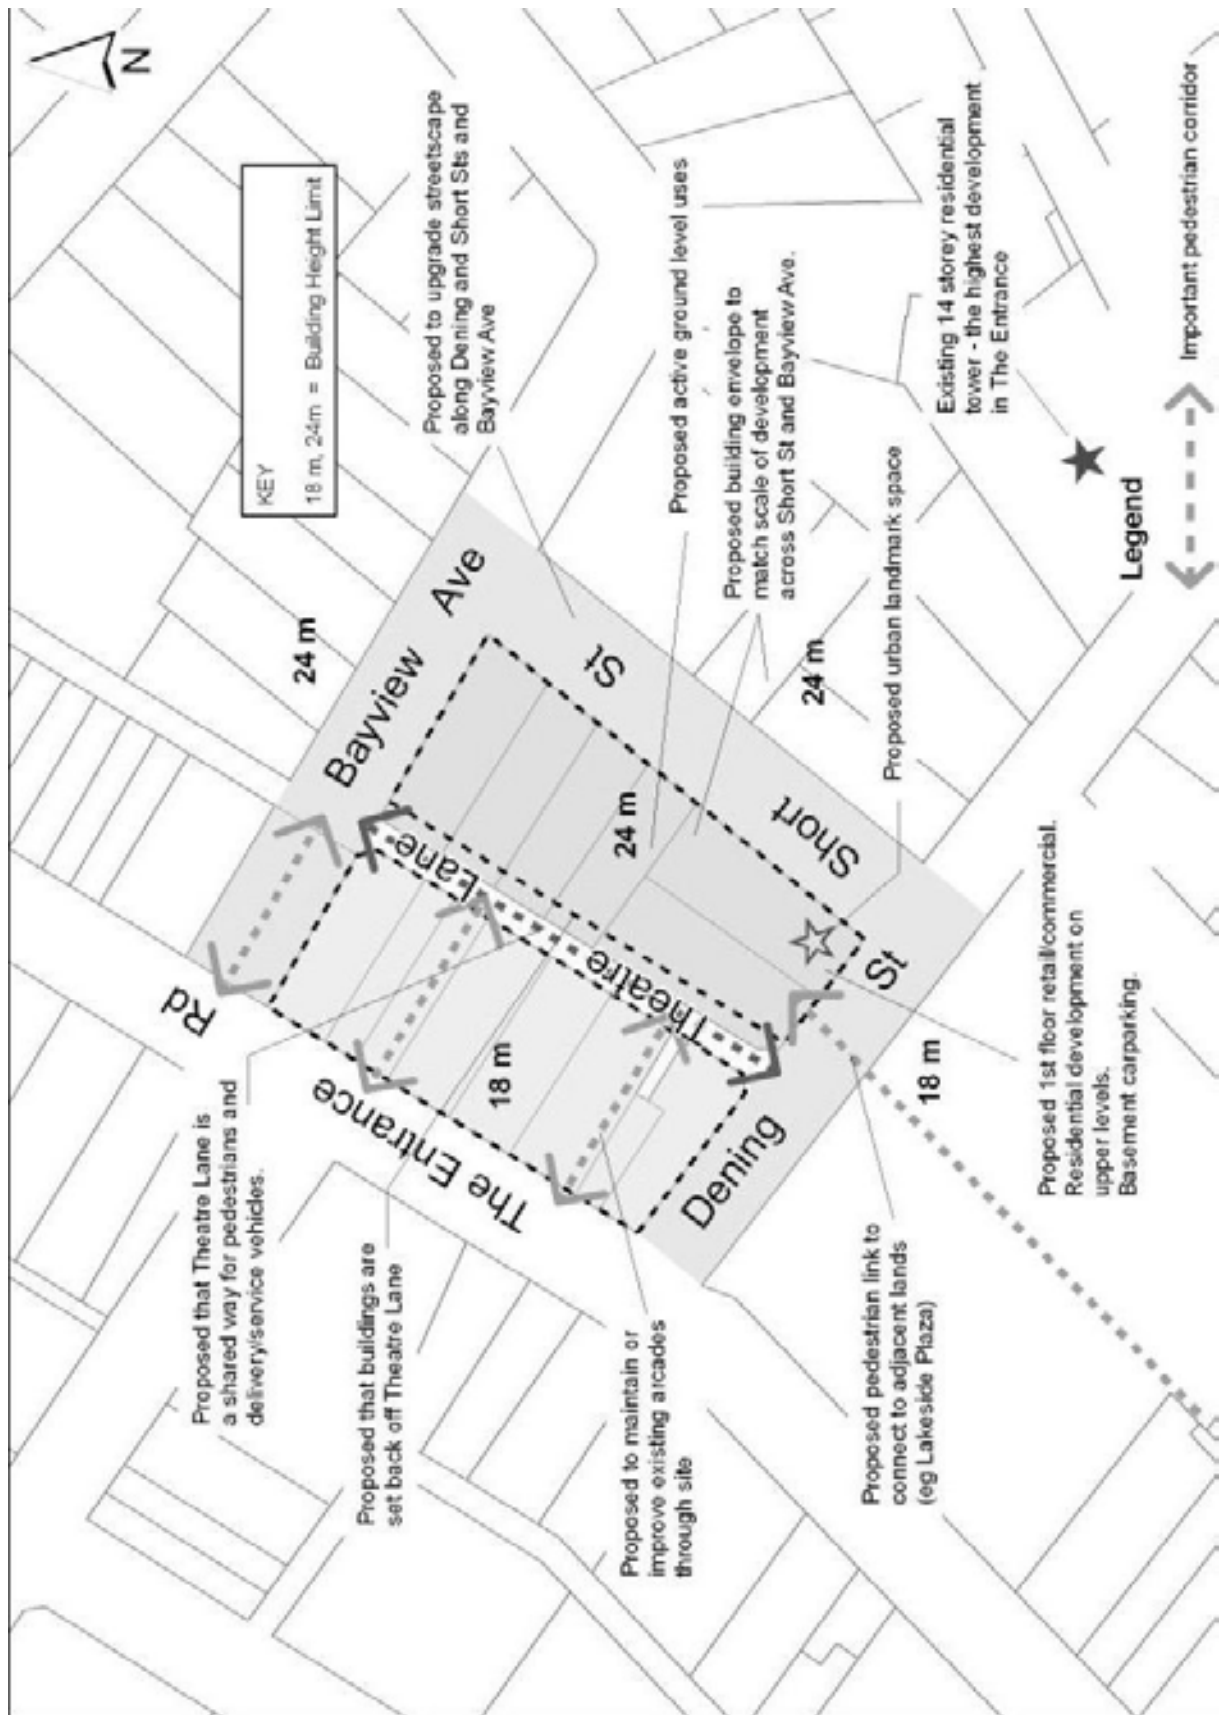 N
KEY
18 m, 24m = Building Height Limit
Proposed to upgrade streetscape
along Dening and Short Sts and
Bayview Ave
Proposed active ground level uses
Proposed building envelope to
match scale of development
across Short St and Bayview Ave.
Existing 14 storey residential
tower - the highest development
in The Entrance
Proposed urban landmark space
Legend
Important pedestrian corridor
24 m
Bayview Ave
24 m
24 m
Short St
Theatre Lane
18 m
The Entrance Rd
Dening St
18 m
Proposed that Theatre Lane is
a shared way for pedestrians and
delivery/service vehicles.
Proposed that buildings are
set back off Theatre Lane
Proposed to maintain or
improve existing arcades
through site
Proposed pedestrian link to
connect to adjacent lands
(eg Lakeside Plaza)
Proposed 1st floor retail/commercial.
Residential development on
upper levels.
Basement carparking.